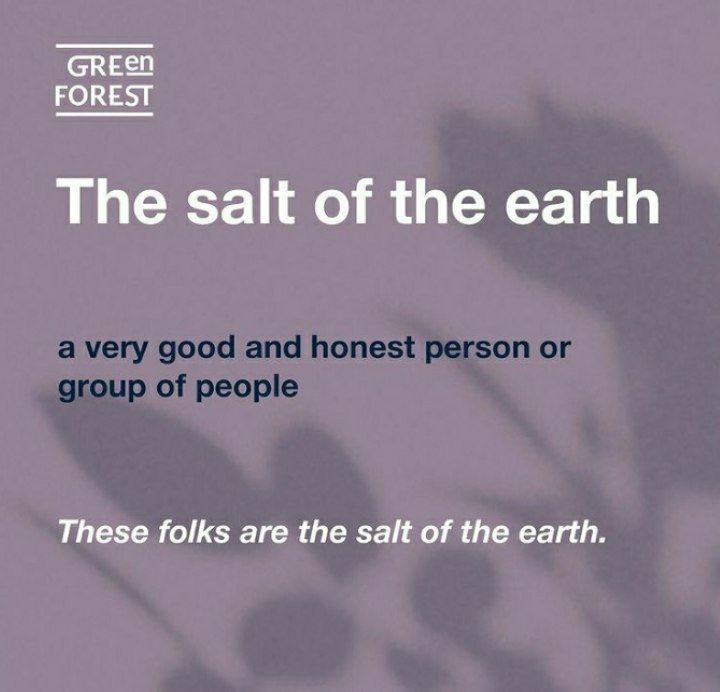 GREen
FOREST
The salt of the earth
a very good and honest person or
group of people
These folks are the salt of the earth.